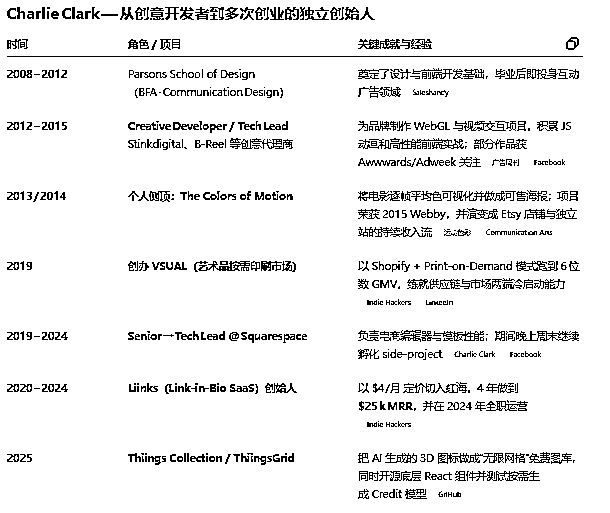 Charlie Clark — 从创意开发者到多次创业的独立创始人
时间 角色 / 项目 关键成就与经验
2008–2012 Parsons School of Design 奠定了设计与前端开发基础，毕业后即投身互动
（BFA · Communication Design） 广告领域 Saleshandy
2012–2015 Creative Developer / Tech Lead 为品牌制作 WebGL 与视频交互项目，积累 JS
Stinkdigital、B-Reel 等创意代理商 动画和高性能前端实战；部分作品获
Awwwards/Adweek 关注 广告周刊 Facebook
2013/2014 个人侧项：The Colors of Motion 将电影逐帧平均色可视化并做成可售海报；项目
荣获 2015 Webby，并演变成 Etsy 店铺与独立
站的持续收入流 运动色彩 Communication Arts
2019 创办 VSUAL（艺术品按需印刷市场） 以 Shopify + Print-on-Demand 模式跑到 6 位
数 GMV，练就供应链与市场两端冷启动能力
Indie Hackers LinkedIn
2019–2024 Senior→Tech Lead @ Squarespace 负责电商编辑器与模板性能；期间晚上周末继续
孵化 side-project Charlie Clark Facebook
2020–2024 Liinks（Link-in-Bio SaaS）创始人 以 $4/月 定价切入红海，4 年做到
$25 k MRR，并在 2024 年全职运营
Indie Hackers
2025 Thiings Collection / ThiingsGrid 把 AI 生成的 3D 图标做成“无限网格”免费图库，
同时开源底层 React 组件并测试按需生
成 Credit 模型 GitHub